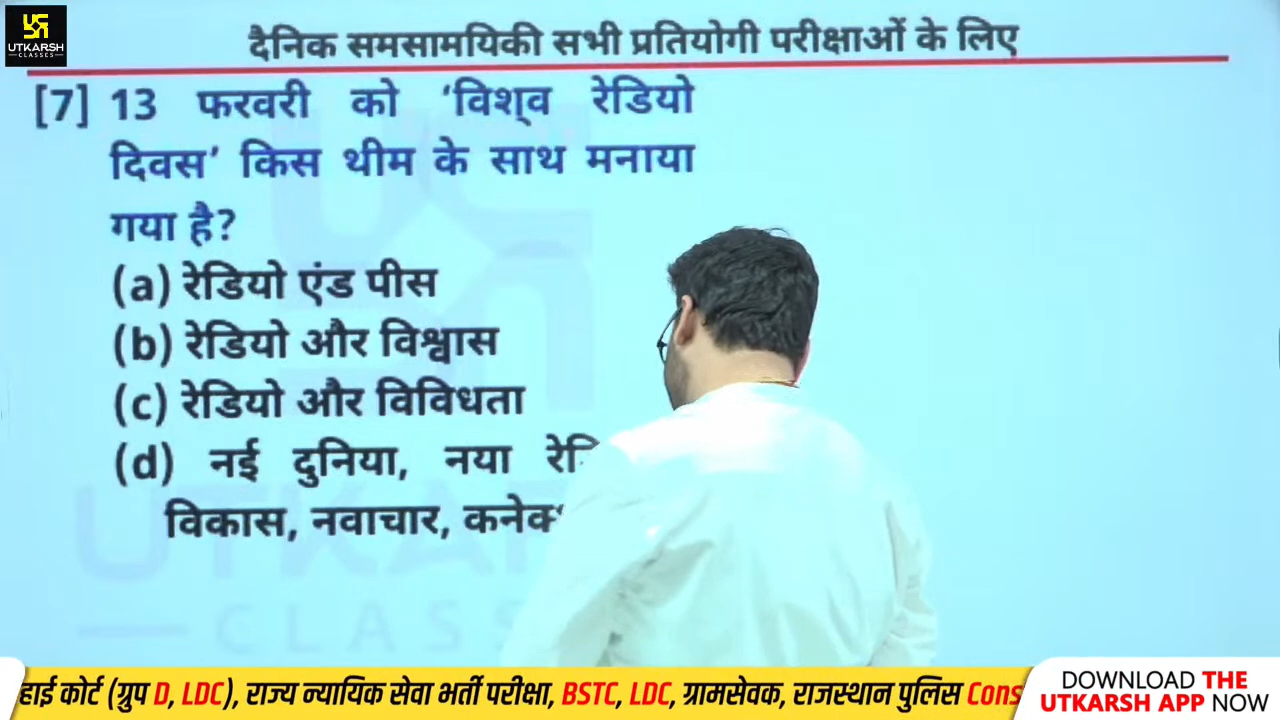 UTKARSH
CLASSES
दैनिक समसामयिकी सभी प्रतियोगी परीक्षाओं के लिए
[7] 13 फरवरी को ‘विश्व रेडियो
दिवस’ किस थीम के साथ मनाया
गया है?
(a) रेडियो एंड पीस
(b) रेडियो और विश्वास
(c) रेडियो और विविधता
(d) नई दुनिया, नया
विकास, नवाचार,
हाई कोर्ट (ग्रुप D, LDC), राज्य न्यायिक सेवा भर्ती परीक्षा, BSTC, LDC, ग्रामसेवक, राजस्थान पुलिस Cons
DOWNLOAD THE
UTKARSH APP NOW